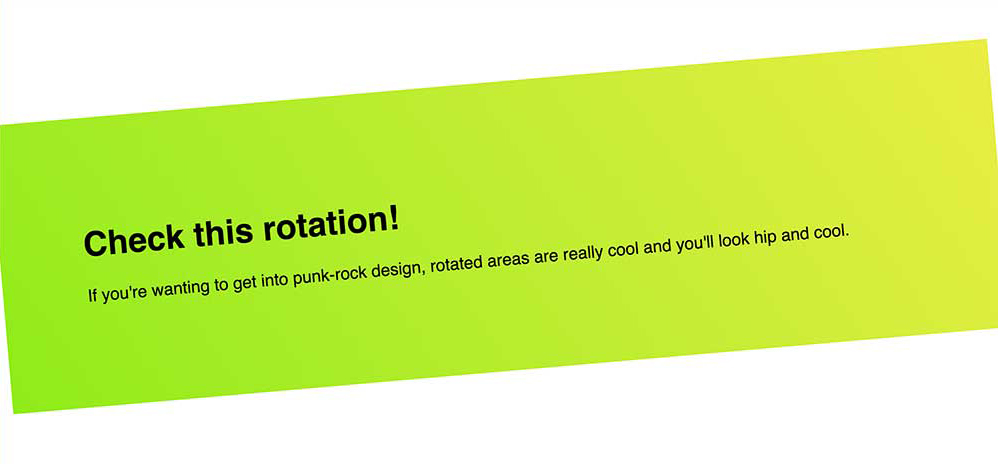 Check this rotation!
If you're wanting to get into punk-rock design, rotated areas are really cool and you'll look hip and cool.